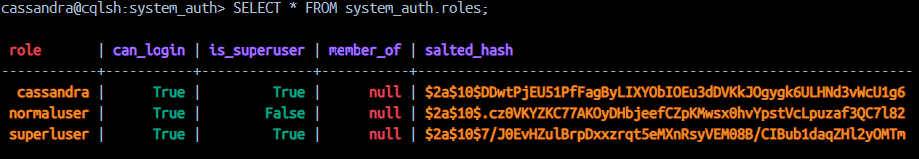 cassandra@cqlsh:system_auth> SELECT * FROM system_auth.roles;
role | can_login | is_superuser | member_of | salted_hash
-----------+-----------+--------------+-----------+--------------------------------------------------------------
cassandra | True | True | null | $2a$10$DDwtPjEU51PfFagByLIXYObIOEu3dDVKkJOgygk6ULHNd3vWcU1g6
normaluser | True | False | null | $2a$10$.cz0VKYZKC77AKOyDHbjeefCZpKMwsx0hvYpstVcLpuzaf3QC7l82
superuser | True | True | null | $2a$10$7/J0EvHZulBrpDxxzrqt5eMXnRsyVEM08B/CIBub1daqZHl2yOMTm